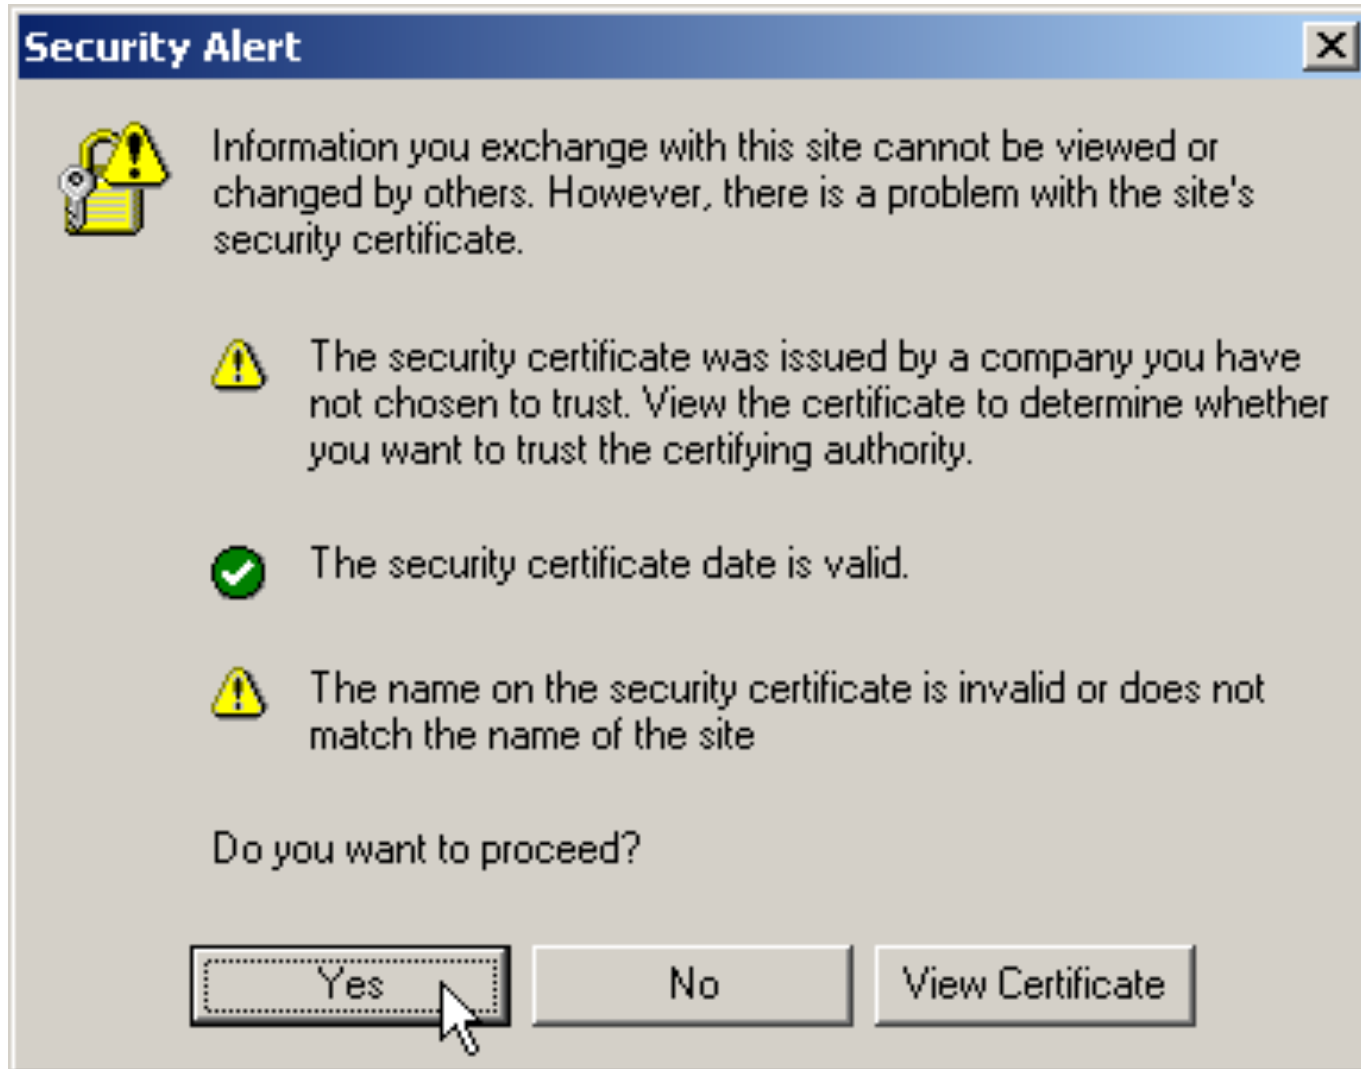 Security Alert
Information you exchange with this site cannot be viewed or
changed by others. However, there is a problem with the site's
security certificate.
The security certificate was issued by a company you have
not chosen to trust. View the certificate to determine whether
you want to trust the certifying authority.
The security certificate date is valid.
The name on the security certificate is invalid or does not
match the name of the site
Do you want to proceed?
Yes No View Certificate